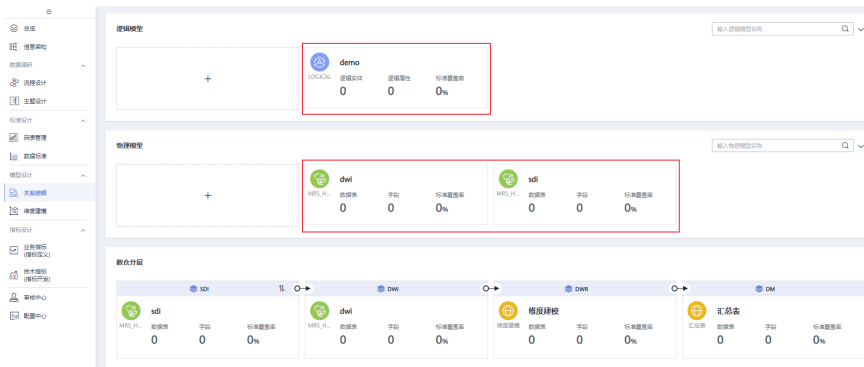 总览
信息架构
数据调研
流程设计
主题设计
标准设计
码表管理
数据标准
模型设计
关系建模
维度建模
指标设计
业务指标
(指标定义)
技术指标
(指标开发)
审核中心
配置中心
逻辑模型
输入逻辑模型名称
+
demo
LOGICAL 逻辑实体 逻辑属性 标准覆盖率
0 0 0%
物理模型
输入物理模型名称
+
dwi
MRS_H... 数据表 字段 标准覆盖率
0 0 0%
sdi
MRS_H... 数据表 字段 标准覆盖率
0 0 0%
数仓分层
SDI
DWI
DWR
DM
sdi
MRS_H... 数据表 字段 标准覆盖率
0 0 0%
dwi
MRS_H... 数据表 字段 标准覆盖率
0 0 0%
维度建模
维度建模 数据表 字段 标准覆盖率
0 0 0%
汇总表
汇总表 数据表 字段 标准覆盖率
0 0 0%